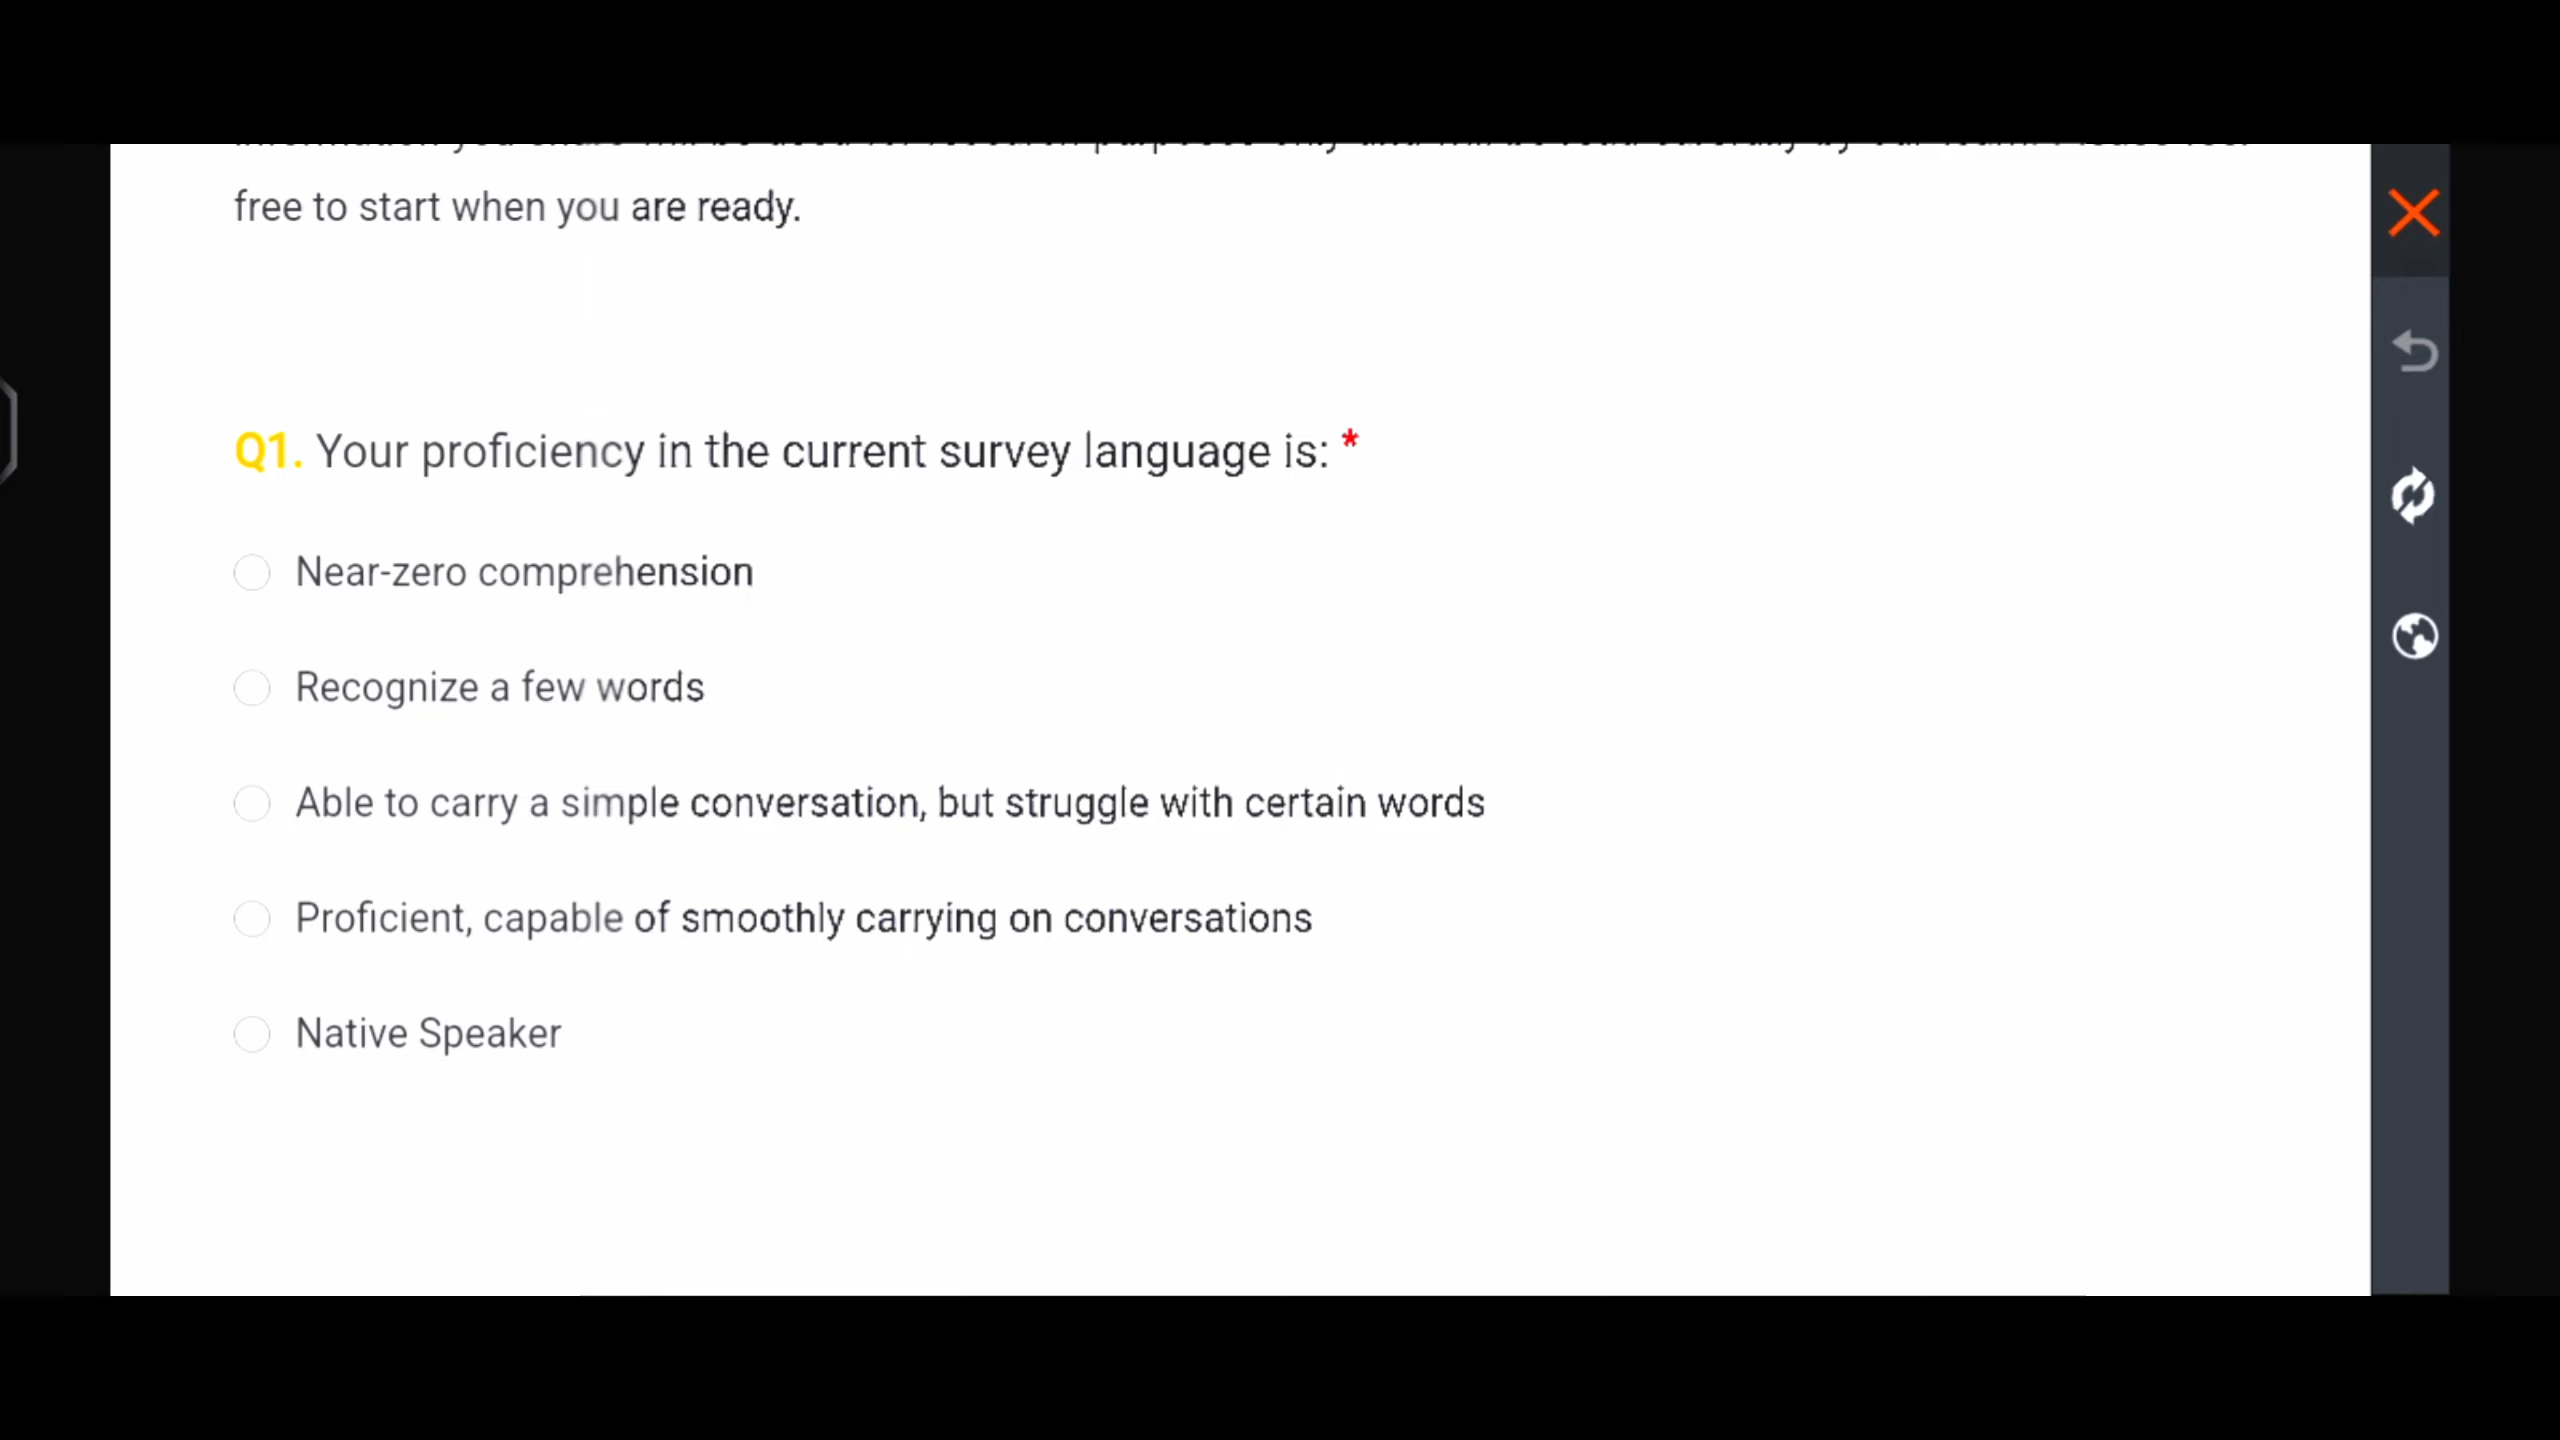 free to start when you are ready.
Q1. Your proficiency in the current survey language is: *
Near-zero comprehension
Recognize a few words
Able to carry a simple conversation, but struggle with certain words
Proficient, capable of smoothly carrying on conversations
Native Speaker